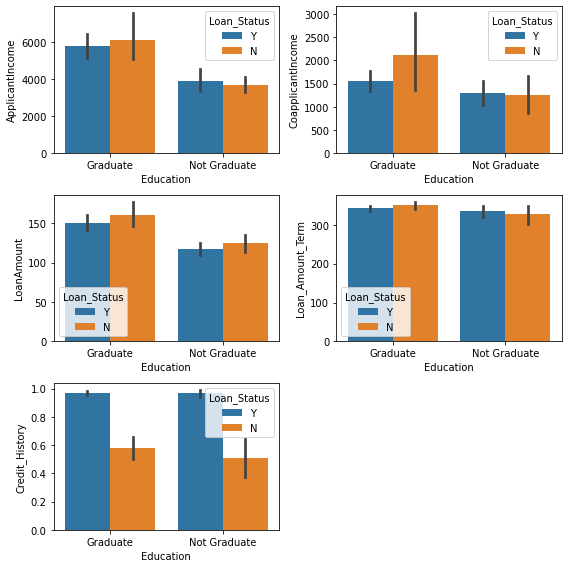 ApplicantIncome
6000
4000
2000
0
Loan_Status
Y
N
Graduate
Not Graduate
Education
CoapplicantIncome
3000
2500
2000
1500
1000
500
0
Loan_Status
Y
N
Graduate
Not Graduate
Education
LoanAmount
150
100
50
0
Loan_Status
Y
N
Graduate
Not Graduate
Education
Loan_Amount_Term
300
200
100
0
Loan_Status
Y
N
Graduate
Not Graduate
Education
Credit_History
1.0
0.8
0.6
0.4
0.2
0.0
Loan_Status
Y
N
Graduate
Not Graduate
Education